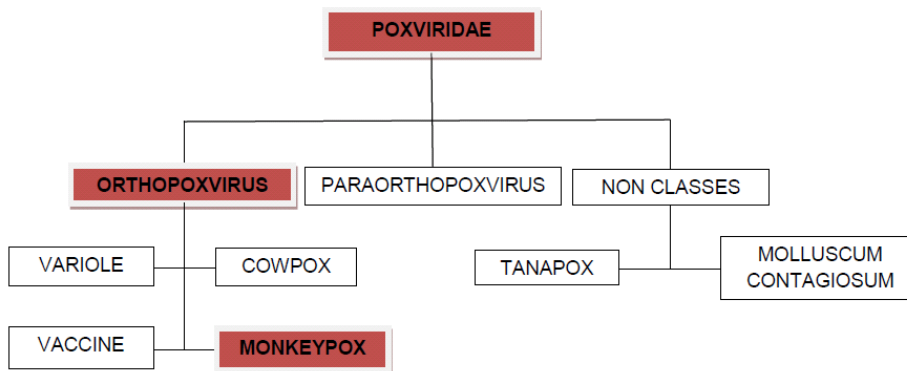 POXVIRIDAE
ORTHOPOXVIRUS
PARAORTHOPOXVIRUS
NON CLASSES
VARIOLE
COWPOX
TANAPOX
MOLLUSCUM
CONTAGIOSUM
VACCINE
MONKEYPOX